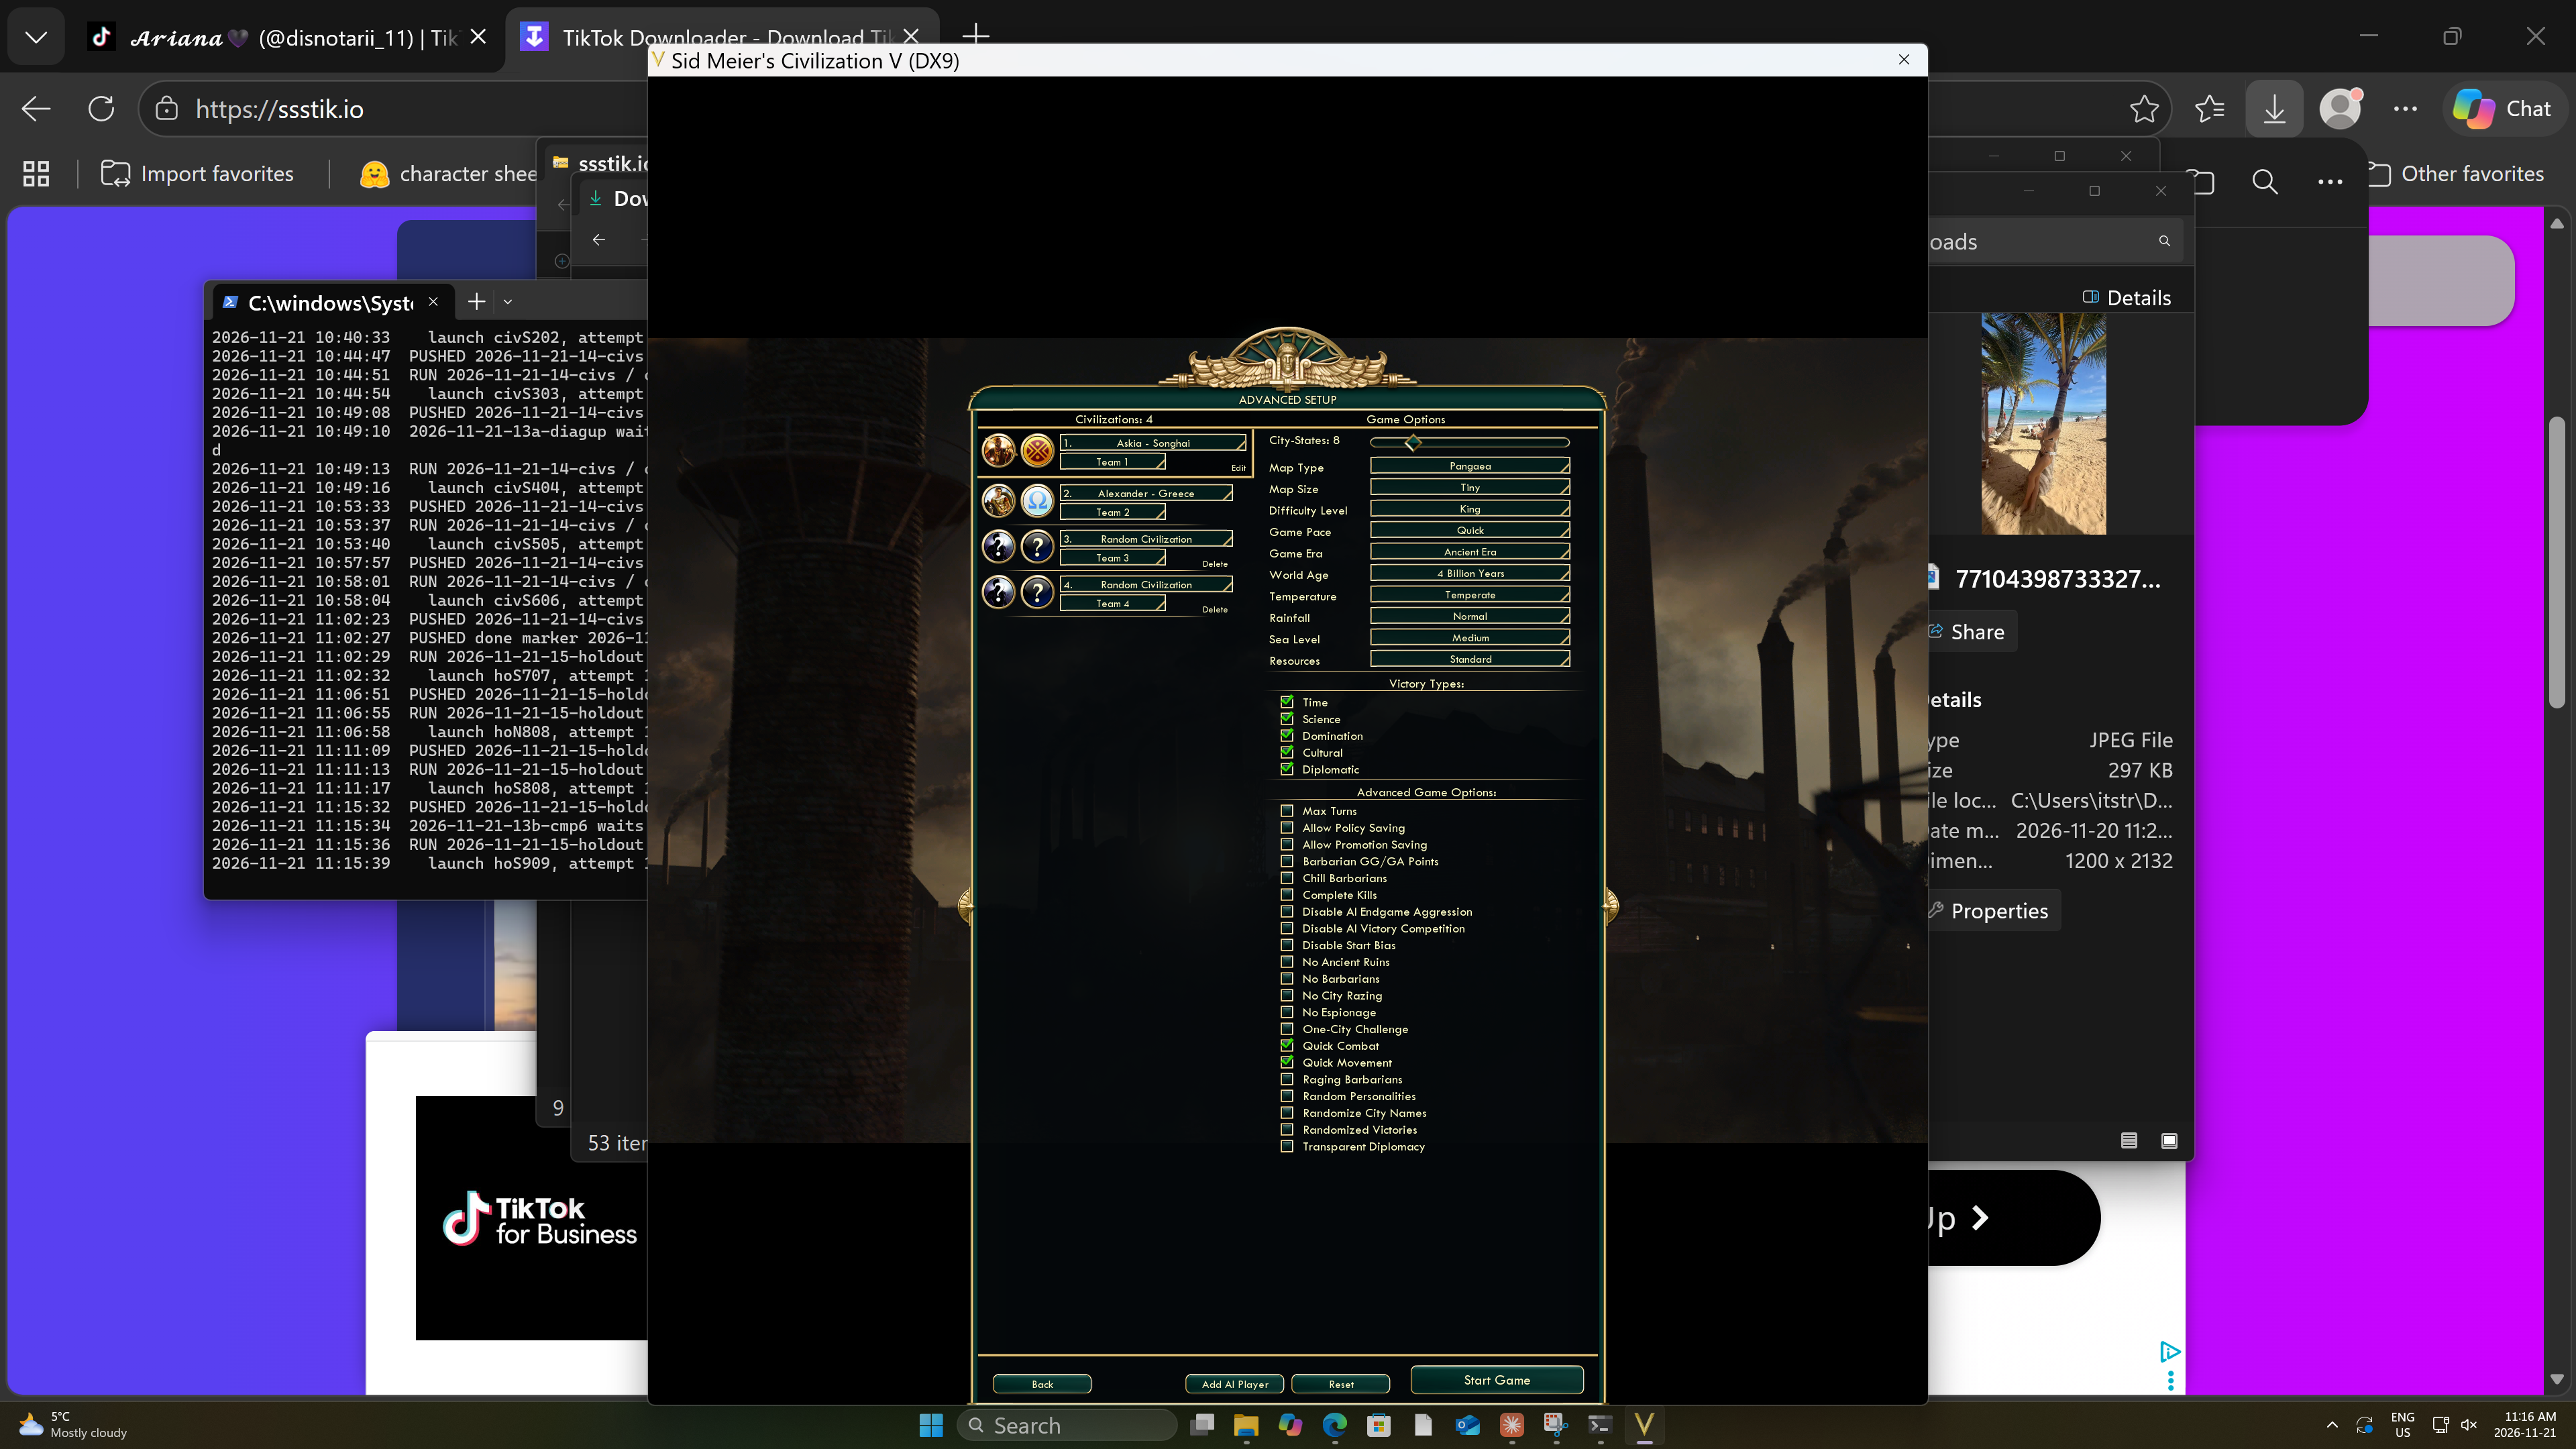 𝓐𝓻𝓲𝓪𝓷𝓪🖤 (@disnotarii_11) | Tik
TikTok Downloader - Download Tik
https://ssstik.io
Chat
Import favorites
character shee
Other favorites
ssstik.io
Dow
oads
Details
Sid Meier's Civilization V (DX9)
C:\windows\Syste
2026-11-21 10:40:33 launch civS202, attempt
2026-11-21 10:44:47 PUSHED 2026-11-21-14-civs
2026-11-21 10:44:51 RUN 2026-11-21-14-civs /
2026-11-21 10:44:54 launch civS303, attempt
2026-11-21 10:49:08 PUSHED 2026-11-21-14-civs
2026-11-21 10:49:10 2026-11-21-13a-diagup wait
d
2026-11-21 10:49:13 RUN 2026-11-21-14-civs /
2026-11-21 10:49:16 launch civS404, attempt
2026-11-21 10:53:33 PUSHED 2026-11-21-14-civs
2026-11-21 10:53:37 RUN 2026-11-21-14-civs /
2026-11-21 10:53:40 launch civS505, attempt
2026-11-21 10:57:57 PUSHED 2026-11-21-14-civs
2026-11-21 10:58:01 RUN 2026-11-21-14-civs /
2026-11-21 10:58:04 launch civS606, attempt
2026-11-21 11:02:23 PUSHED 2026-11-21-14-civs
2026-11-21 11:02:27 PUSHED done marker 2026-11
2026-11-21 11:02:29 RUN 2026-11-21-15-holdout
2026-11-21 11:02:32 launch hoS707, attempt
2026-11-21 11:06:51 PUSHED 2026-11-21-15-holdo
2026-11-21 11:06:55 RUN 2026-11-21-15-holdout
2026-11-21 11:06:58 launch hoN808, attempt
2026-11-21 11:11:09 PUSHED 2026-11-21-15-holdo
2026-11-21 11:11:13 RUN 2026-11-21-15-holdout
2026-11-21 11:11:17 launch hoS808, attempt
2026-11-21 11:15:32 PUSHED 2026-11-21-15-holdo
2026-11-21 11:15:34 2026-11-21-13b-cmp6 waits
2026-11-21 11:15:36 RUN 2026-11-21-15-holdout
2026-11-21 11:15:39 launch hoS909, attempt
9
53 iter
TikTok
for Business
ADVANCED SETUP
Civilizations: 4
1. Askia - Songhai
Team 1
Edit
2. Alexander - Greece
Team 2
3. Random Civilization
Team 3
Delete
4. Random Civilization
Team 4
Delete
Game Options
City-States: 8
Map Type Pangaea
Map Size Tiny
Difficulty Level King
Game Pace Quick
Game Era Ancient Era
World Age 4 Billion Years
Temperature Temperate
Rainfall Normal
Sea Level Medium
Resources Standard
Victory Types:
Time
Science
Domination
Cultural
Diplomatic
Advanced Game Options:
Max Turns
Allow Policy Saving
Allow Promotion Saving
Barbarian GG/GA Points
Chill Barbarians
Complete Kills
Disable AI Endgame Aggression
Disable AI Victory Competition
Disable Start Bias
No Ancient Ruins
No Barbarians
No City Razing
No Espionage
One-City Challenge
Quick Combat
Quick Movement
Raging Barbarians
Random Personalities
Randomize City Names
Randomized Victories
Transparent Diplomacy
Back
Add AI Player
Reset
Start Game
77104398733327...
Share
etails
ype JPEG File
ize 297 KB
ile loc... C:\Users\itstr\D...
ate m... 2026-11-20 11:2...
imen... 1200 x 2132
Properties
Up
5°C
Mostly cloudy
Search
ENG
US
11:16 AM
2026-11-21